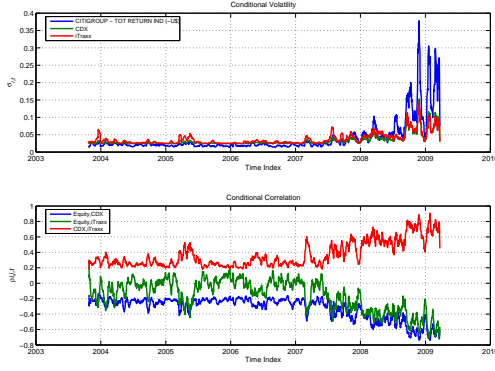 Conditional Volatility
CITIGROUP − TOT RETURN IND (~U$)
CDX
iTraxx
0.4
0.35
0.3
0.25
0.2
0.15
0.1
0.05
0
σi,t
2003 2004 2005 2006 2007 2008 2009 2010
Time Index
Conditional Correlation
Equity,CDX
Equity,iTraxx
CDX,iTraxx
1
0.8
0.6
0.4
0.2
0
−0.2
−0.4
−0.6
−0.8
2003 2004 2005 2006 2007 2008 2009 2010
Time Index